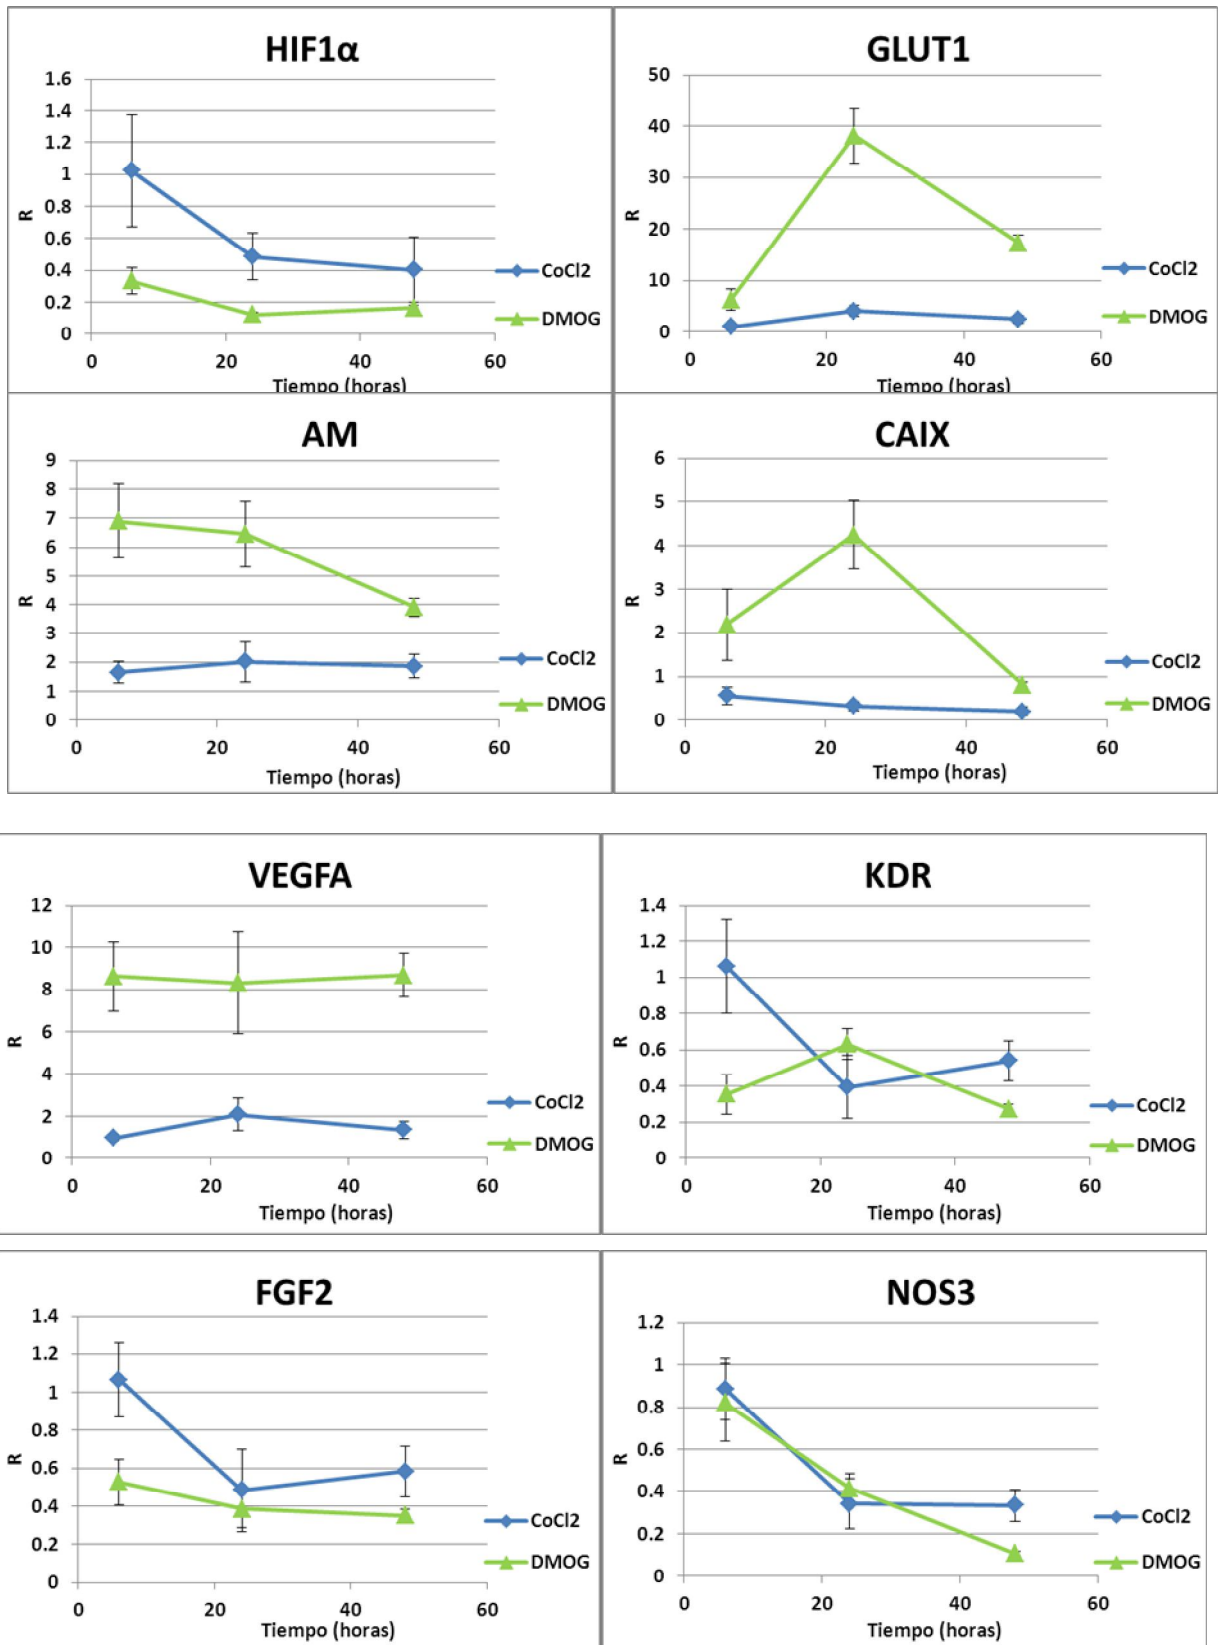 HIF1α
1.6
1.4
1.2
1
0.8
0.6
0.4
0.2
0
R
0 20 40 60
Tiempo (horas)
CoCl2
DMOG
GLUT1
50
40
30
20
10
0
R
0 20 40 60
Tiempo (horas)
CoCl2
DMOG
AM
9
8
7
6
5
4
3
2
1
0
R
0 20 40 60
Tiempo (horas)
CoCl2
DMOG
CAIX
6
5
4
3
2
1
0
R
0 20 40 60
Tiempo (horas)
CoCl2
DMOG
VEGFA
12
10
8
6
4
2
0
R
0 20 40 60
Tiempo (horas)
CoCl2
DMOG
KDR
1.4
1.2
1
0.8
0.6
0.4
0.2
0
R
0 20 40 60
Tiempo (horas)
CoCl2
DMOG
FGF2
1.4
1.2
1
0.8
0.6
0.4
0.2
0
R
0 20 40 60
Tiempo (horas)
CoCl2
DMOG
NOS3
1.2
1
0.8
0.6
0.4
0.2
0
R
0 20 40 60
Tiempo (horas)
CoCl2
DMOG